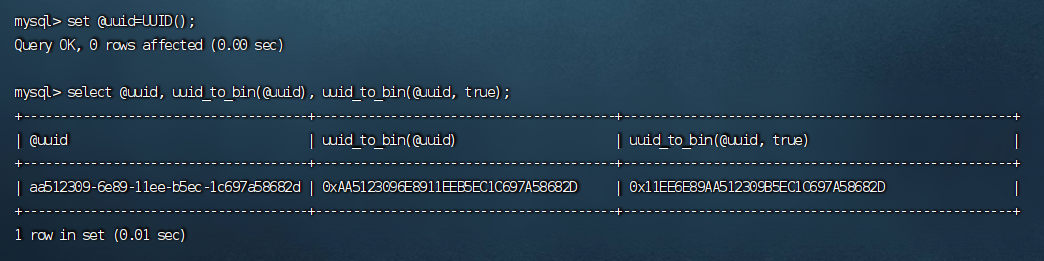 mysql> set @uuid=UUID();
Query OK, 0 rows affected (0.00 sec)
mysql> select @uuid, uuid_to_bin(@uuid), uuid_to_bin(@uuid, true);
+--------------------------------------+------------------------------------+----------------------------------------------+
| @uuid | uuid_to_bin(@uuid) | uuid_to_bin(@uuid, true) |
+--------------------------------------+------------------------------------+----------------------------------------------+
| aa512309-6e89-11ee-b5ec-1c697a58682d | 0xAA5123096E8911EEB5EC1C697A58682D | 0x11EE6E89AA512309B5EC1C697A58682D |
+--------------------------------------+------------------------------------+----------------------------------------------+
1 row in set (0.01 sec)